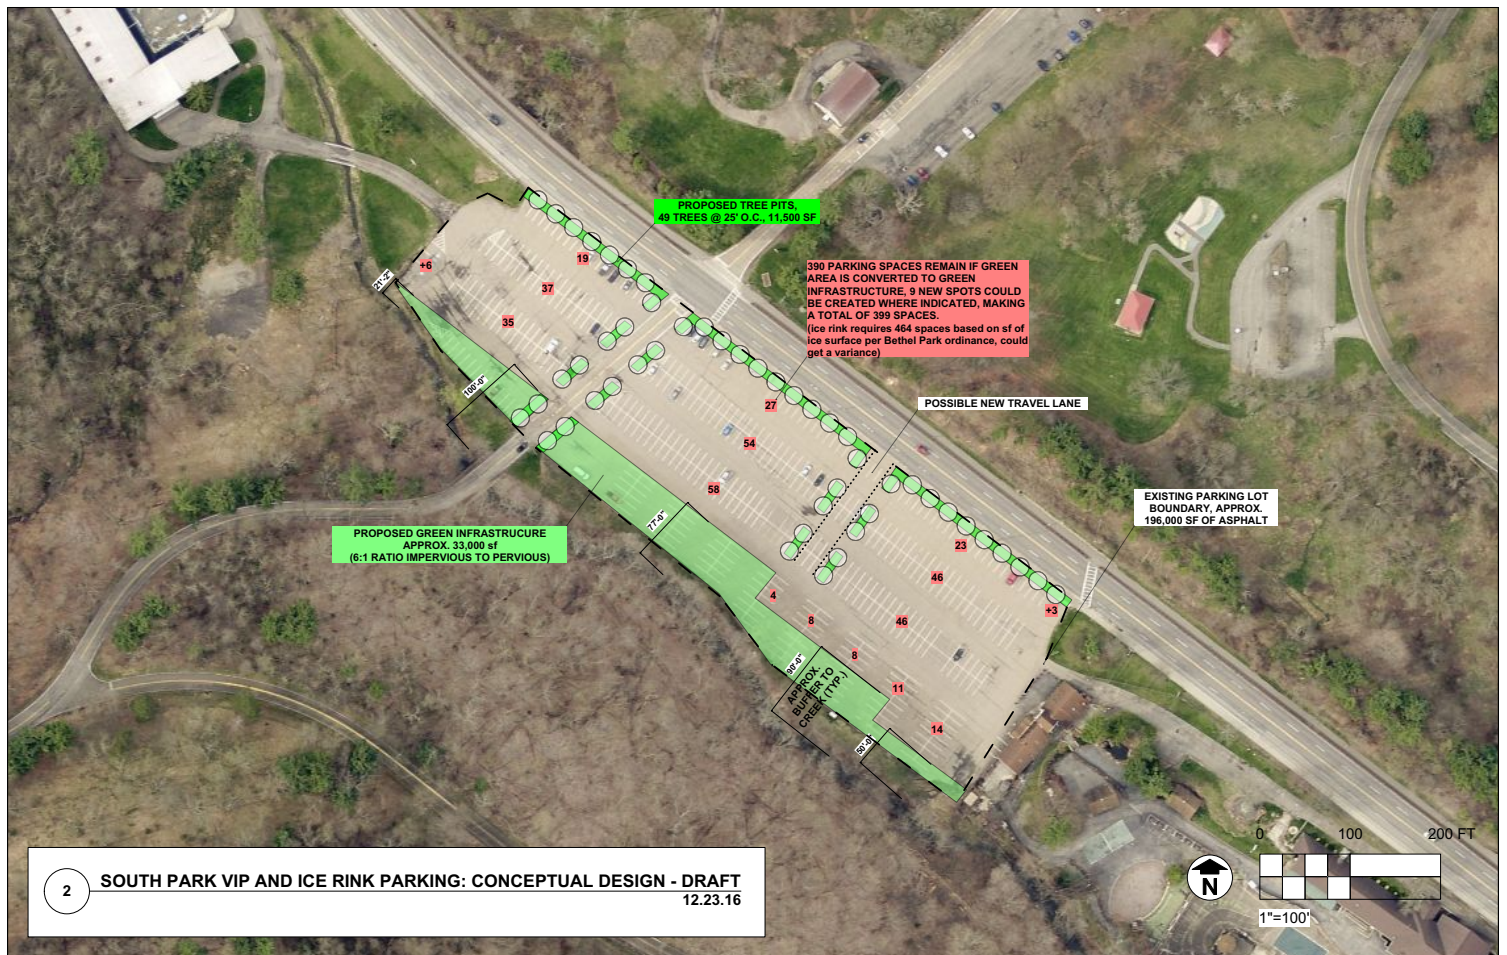 PROPOSED TREE PITS,
49 TREES @ 25' O.C., 11,500 SF
+6
19
21'-2"
37
35
390 PARKING SPACES REMAIN IF GREEN
AREA IS CONVERTED TO GREEN
INFRASTRUCTURE, 9 NEW SPOTS COULD
BE CREATED WHERE INDICATED, MAKING
A TOTAL OF 399 SPACES.
(ice rink requires 464 spaces based on sf of
ice surface per Bethel Park ordinance, could
get a variance)
100'-0"
27
POSSIBLE NEW TRAVEL LANE
54
58
EXISTING PARKING LOT
BOUNDARY, APPROX.
196,000 SF OF ASPHALT
77'-0"
PROPOSED GREEN INFRASTRUCURE
APPROX. 33,000 sf
(6:1 RATIO IMPERVIOUS TO PERVIOUS)
23
46
4
+3
8
46
8
90'-0"
APPROX.
BUFFER TO
CREEK (TYP.)
11
14
50'-0"
0 100 200 FT
N
1"=100'
2
SOUTH PARK VIP AND ICE RINK PARKING: CONCEPTUAL DESIGN - DRAFT
12.23.16